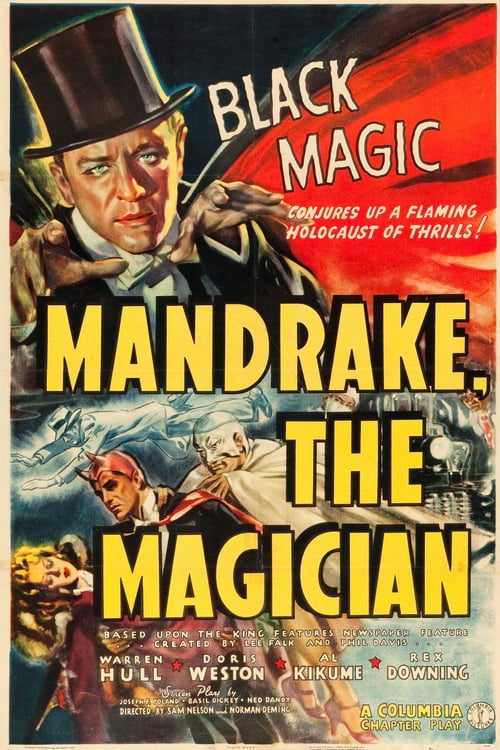 BLACK
MAGIC
CONJURES UP A FLAMING
HOLOCAUST OF THRILLS!
MANDRAKE,
THE
MAGICIAN
BASED UPON THE KING FEATURES NEWSPAPER FEATURE
... CREATED BY LEE FALK AND PHIL DAVIS ...
WARREN HULL ★ DORIS WESTON ★ AL KIKUME ★ REX DOWNING
Screen Play by
JOSEPH F. POLAND · BASIL DICKEY · NED DANDY
DIRECTED BY SAM NELSON and NORMAN DEMING
A COLUMBIA
CHAPTER PLAY